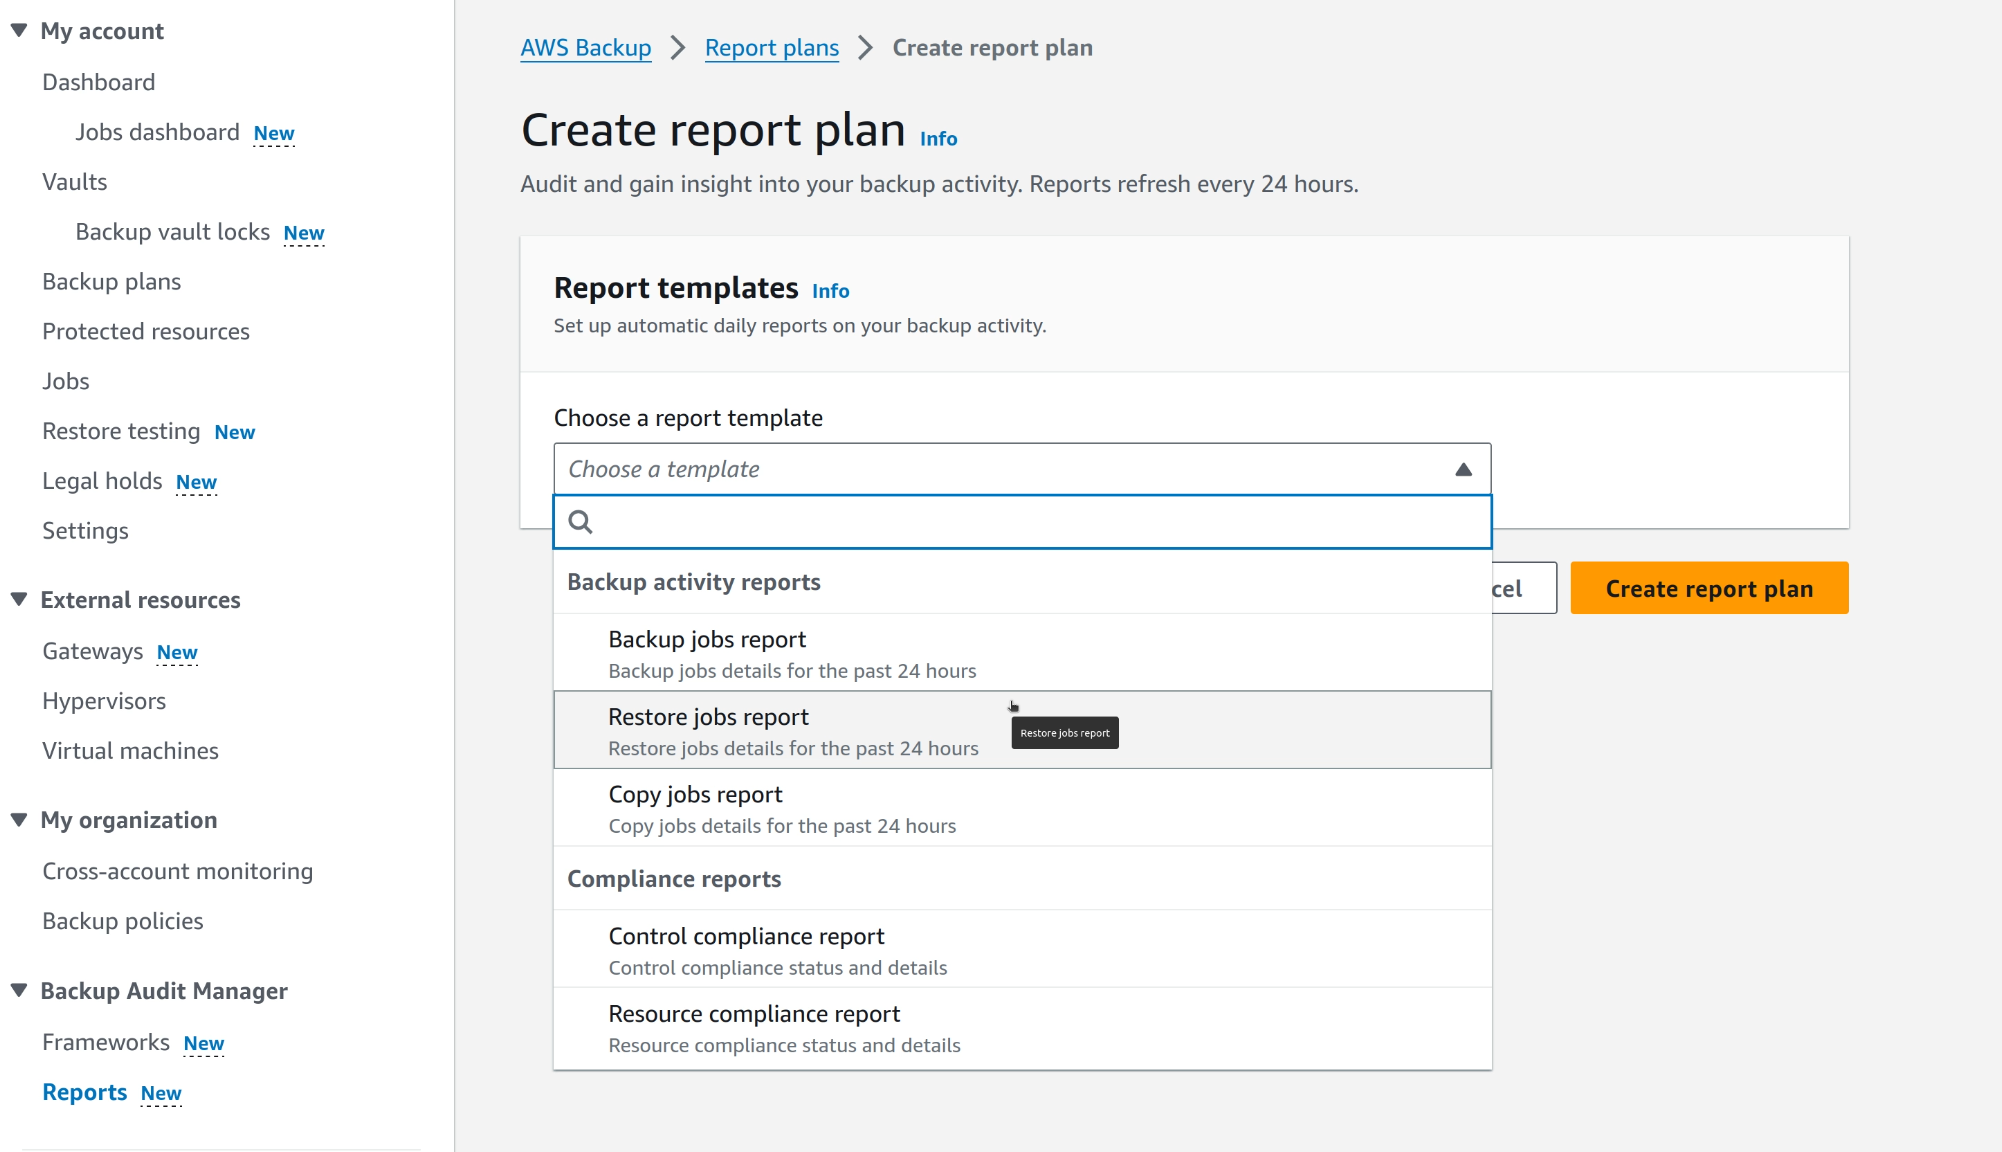 My account
Dashboard
Jobs dashboard New
Vaults
Backup vault locks New
Backup plans
Protected resources
Jobs
Restore testing New
Legal holds New
Settings
External resources
Gateways New
Hypervisors
Virtual machines
My organization
Cross-account monitoring
Backup policies
Backup Audit Manager
Frameworks New
Reports New
AWS Backup > Report plans > Create report plan
Create report plan Info
Audit and gain insight into your backup activity. Reports refresh every 24 hours.
Report templates Info
Set up automatic daily reports on your backup activity.
Choose a report template
Choose a template
cel Create report plan
Backup activity reports
Backup jobs report
Backup jobs details for the past 24 hours
Restore jobs report
Restore jobs details for the past 24 hours
Restore jobs report
Copy jobs report
Copy jobs details for the past 24 hours
Compliance reports
Control compliance report
Control compliance status and details
Resource compliance report
Resource compliance status and details